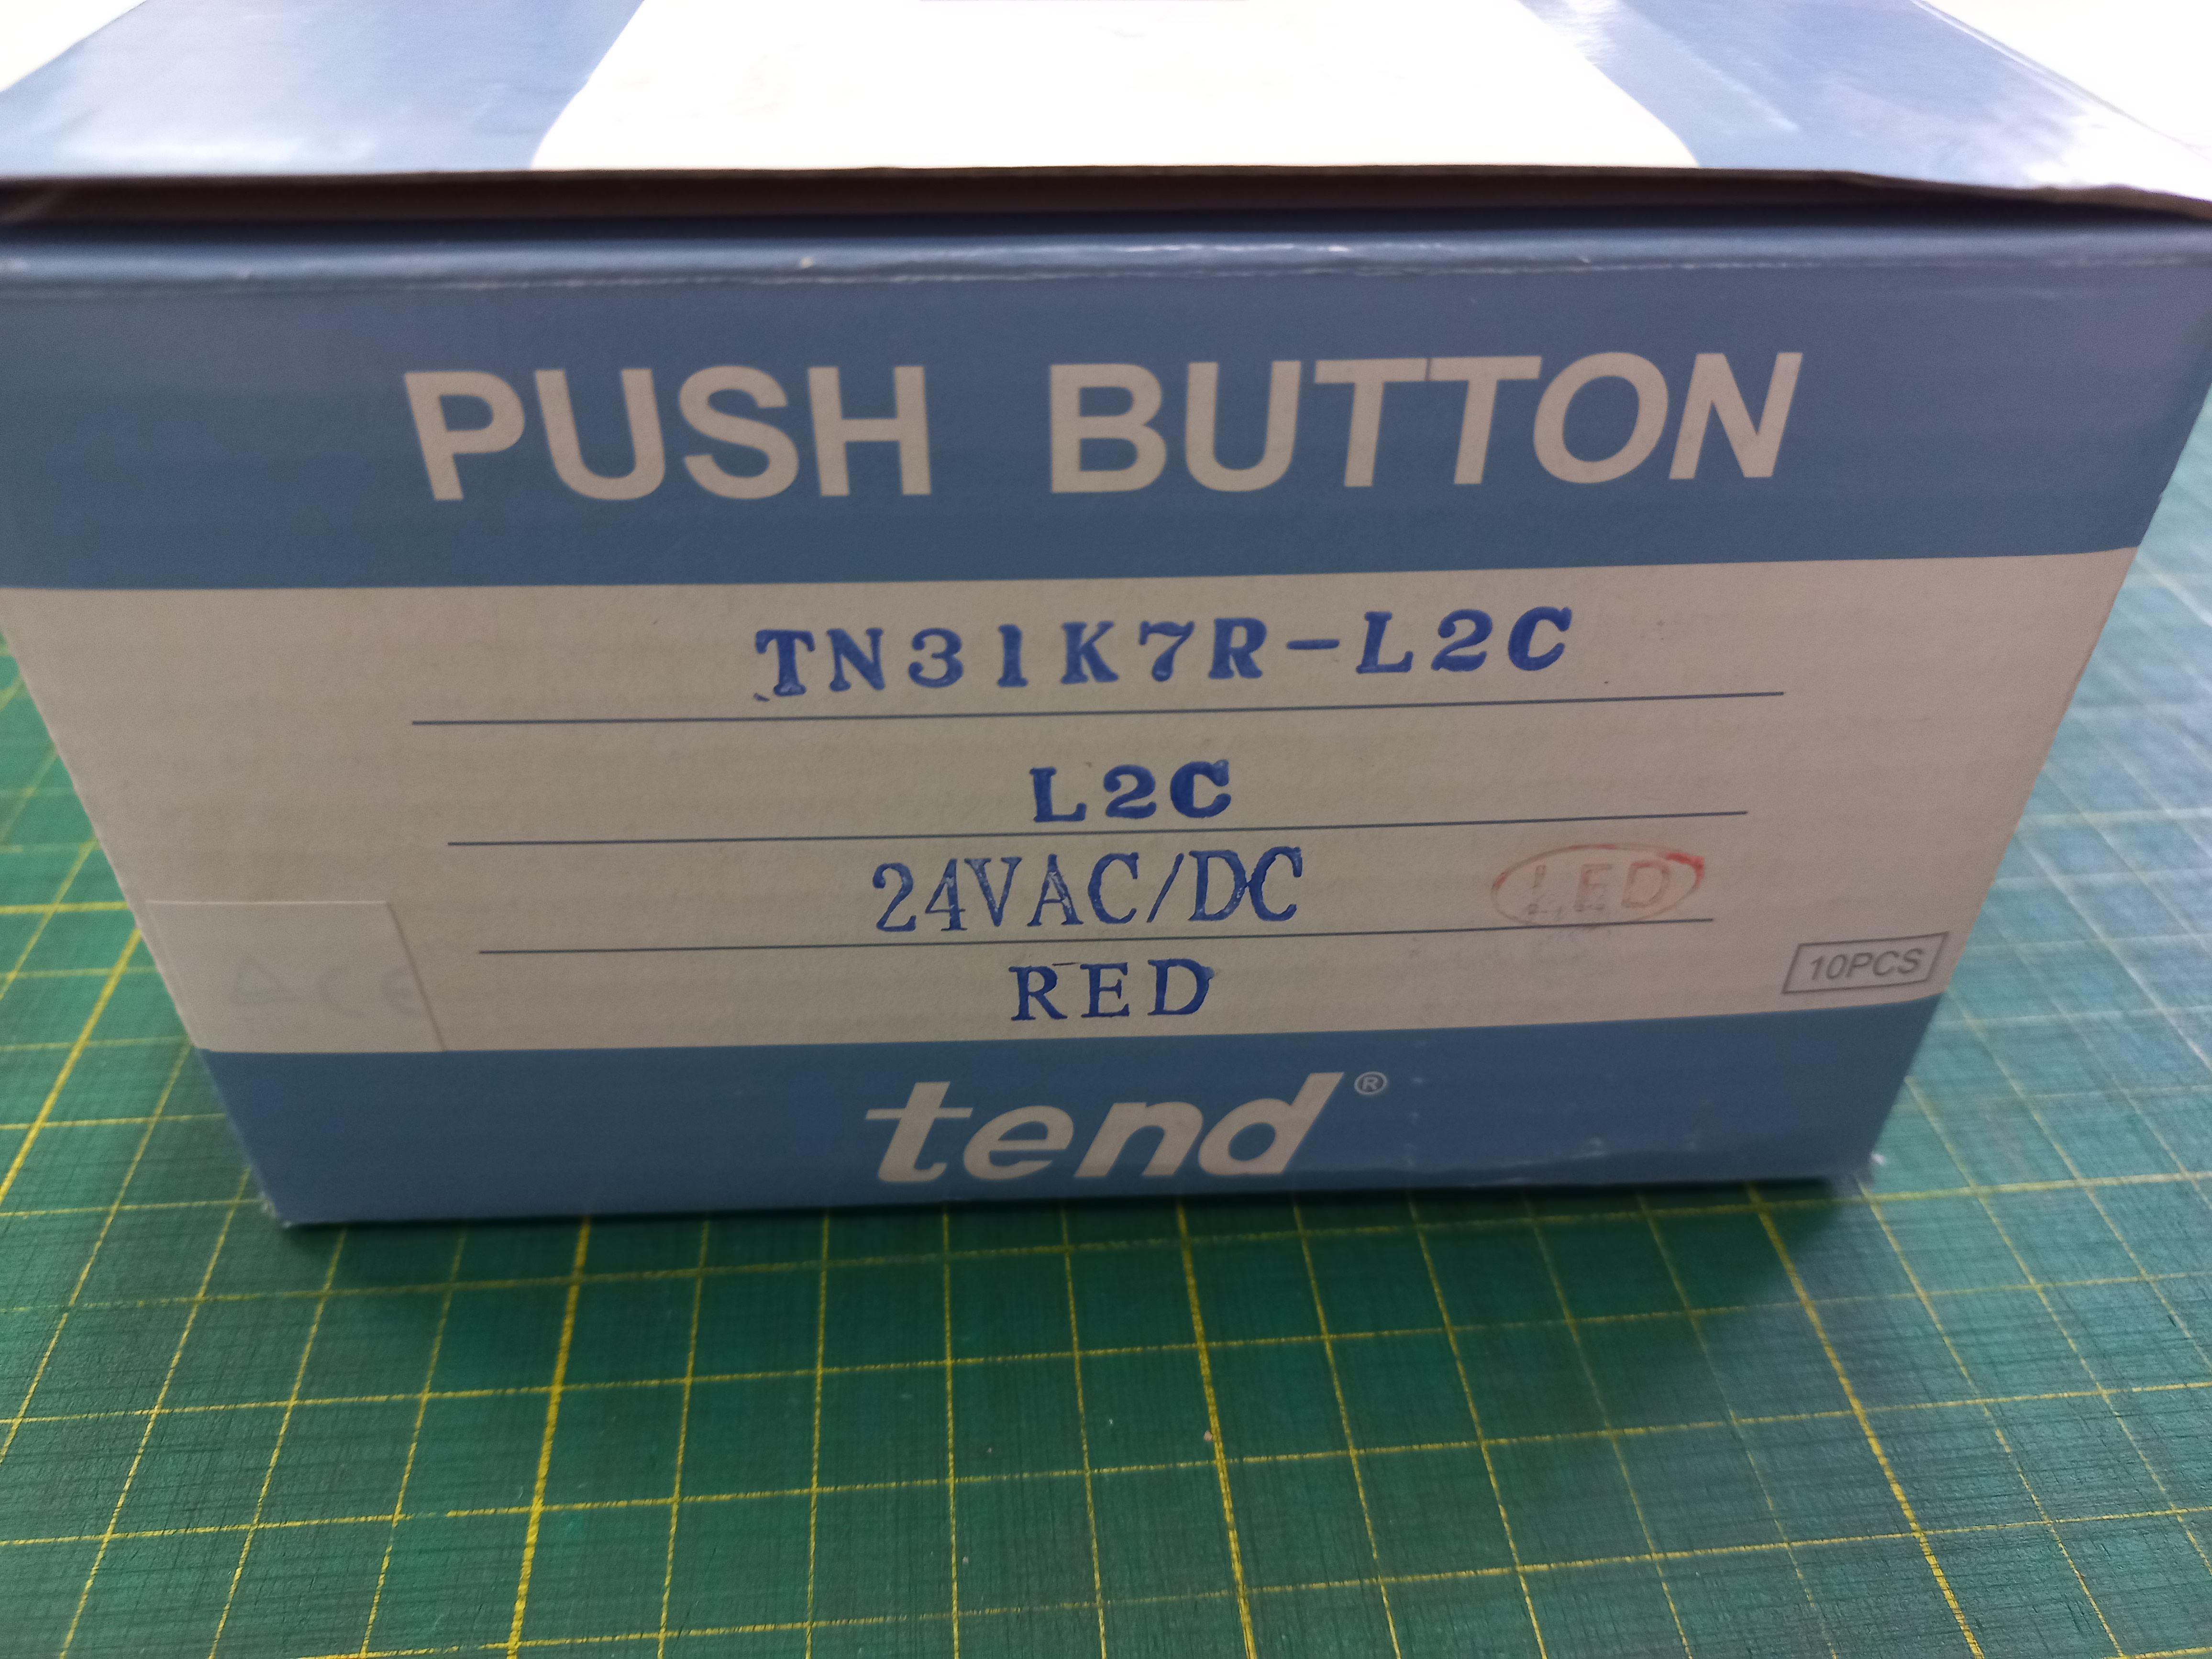 PUSH BUTTON
TN31K7R-L2C
L2C
24VAC/DC LED
RED
10PCS
tend®